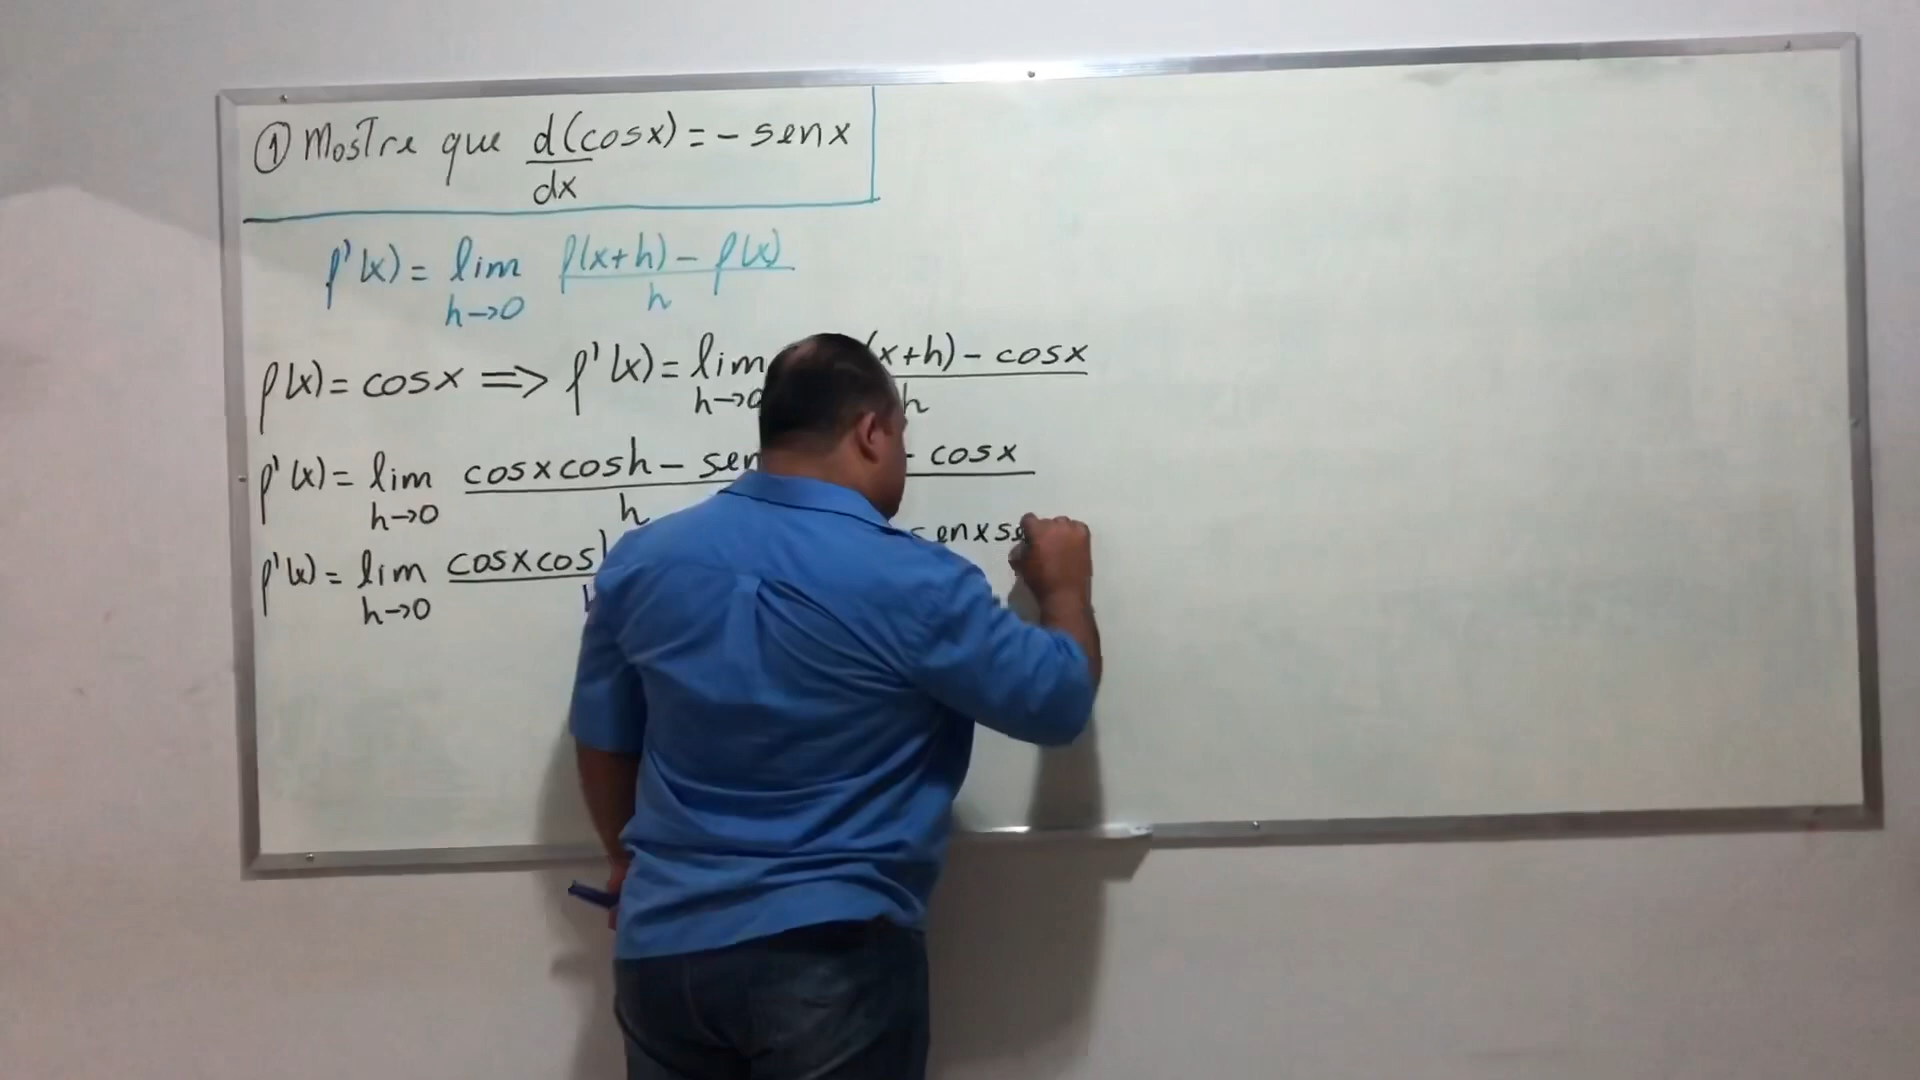 ① Mostre que d(cosx)/dx = - senx
f'(x) = lim h→0 f(x+h) - f(x) / h
f(x) = cosx => f'(x) = lim h→0 (x+h) - cosx / h
f'(x) = lim h→0 cosxcosh - sen - cosx / h
f'(x) = lim h→0 cosxcos senx